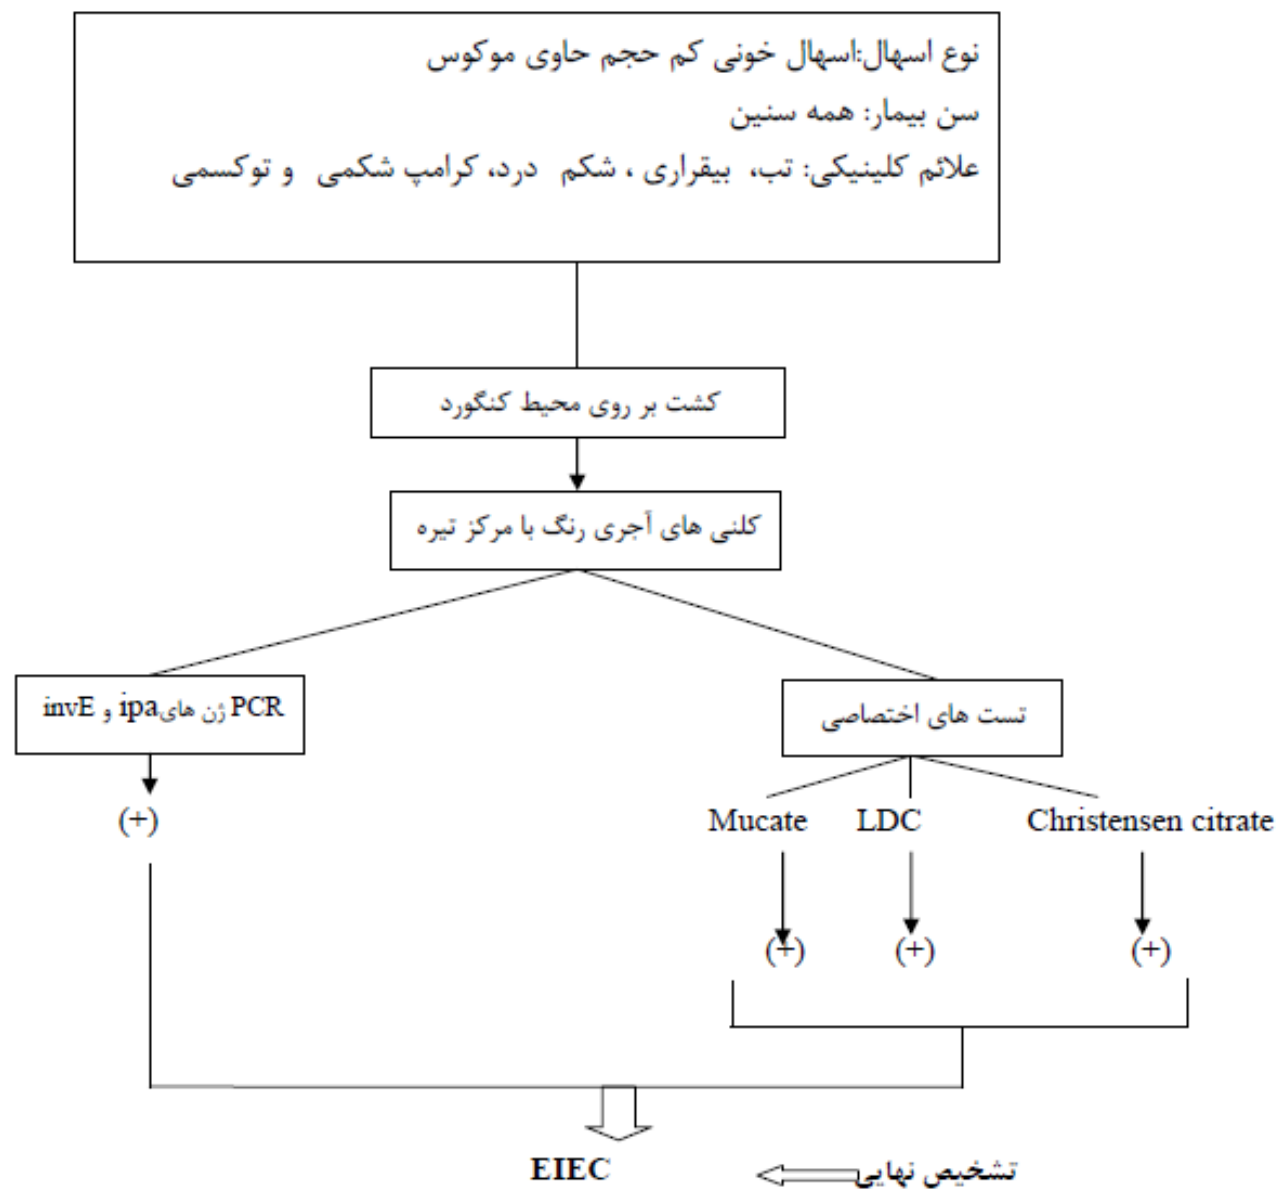 نوع اسهال:اسهال خونی کم حجم حاوی موکوس
سن بیمار: همه سنین
علائم کلینیکی: تب، بیقراری ، شکم درد، کرامپ شکمی و توکسمی
کشت بر روی محیط کنگورد
کلنی های آجری رنگ با مرکز تیره
PCR ژن هایipa و invE
تست های اختصاصی
(+)
Mucate LDC Christensen citrate
(+) (+) (+)
EIEC تشخیص نهایی